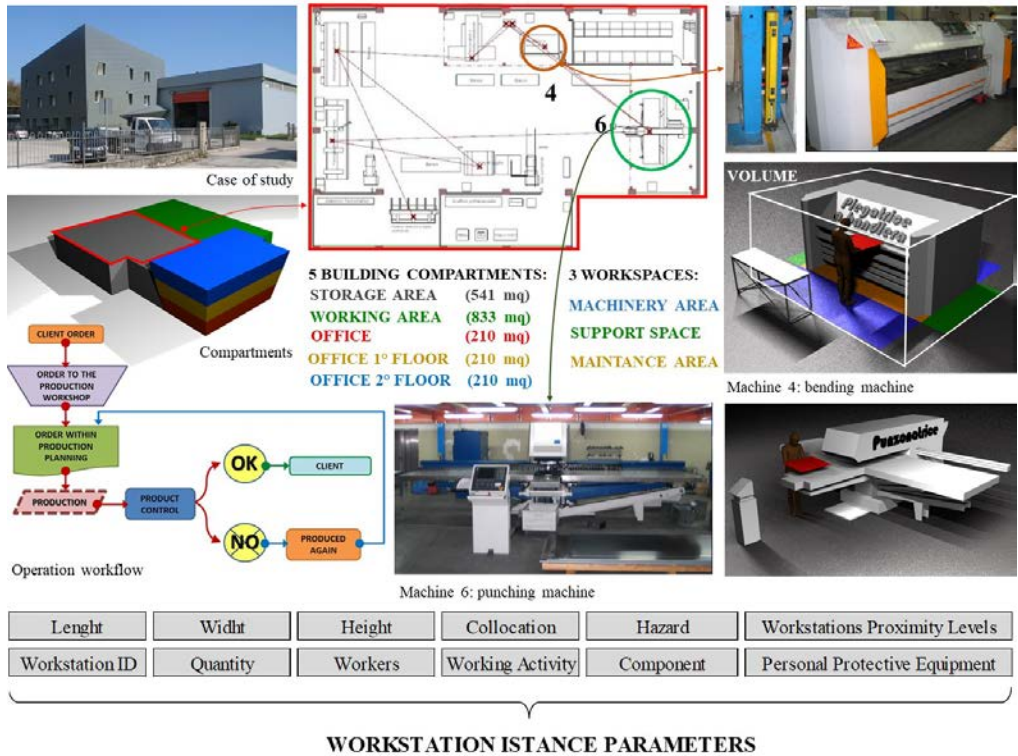 4
6
Case of study
VOLUME
Plegatrice
a bandiera
5 BUILDING COMPARTMENTS:
STORAGE AREA (541 mq)
WORKING AREA (833 mq)
OFFICE (210 mq)
OFFICE 1° FLOOR (210 mq)
OFFICE 2° FLOOR (210 mq)
3 WORKSPACES:
MACHINERY AREA
SUPPORT SPACE
MAINTANCE AREA
Compartments
Machine 4: bending machine
CLIENT ORDER
ORDER TO THE
PRODUCTION
WORKSHOP
ORDER WITHIN
PRODUCTION
PLANNING
PRODUCTION
PRODUCT
CONTROL
OK
CLIENT
NO
PRODUCED
AGAIN
Operation workflow
Punzonatrice
Machine 6: punching machine
Lenght
Widht
Height
Collocation
Hazard
Workstations Proximity Levels
Workstation ID
Quantity
Workers
Working Activity
Component
Personal Protective Equipment
WORKSTATION ISTANCE PARAMETERS